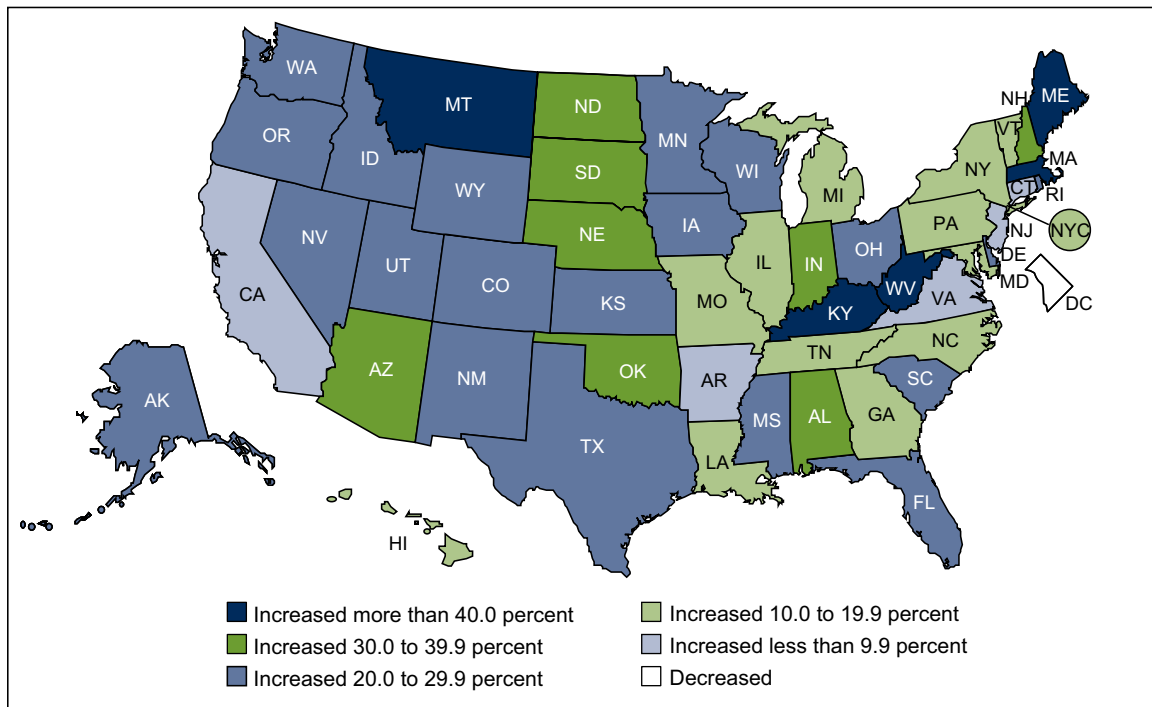 WA
MT
ND
MN
OR
ID
SD
WI
WY
MI
NE
IA
NV
UT
CO
CA
KS
MO
IL
IN
OH
KY
WV
VA
PA
NY
VT
NH
ME
MA
RI
CT
NYC
NJ
DE
MD
DC
AZ
NM
OK
AR
TN
NC
SC
MS
AL
GA
TX
LA
FL
AK
HI
Increased more than 40.0 percent
Increased 30.0 to 39.9 percent
Increased 20.0 to 29.9 percent
Increased 10.0 to 19.9 percent
Increased less than 9.9 percent
Decreased